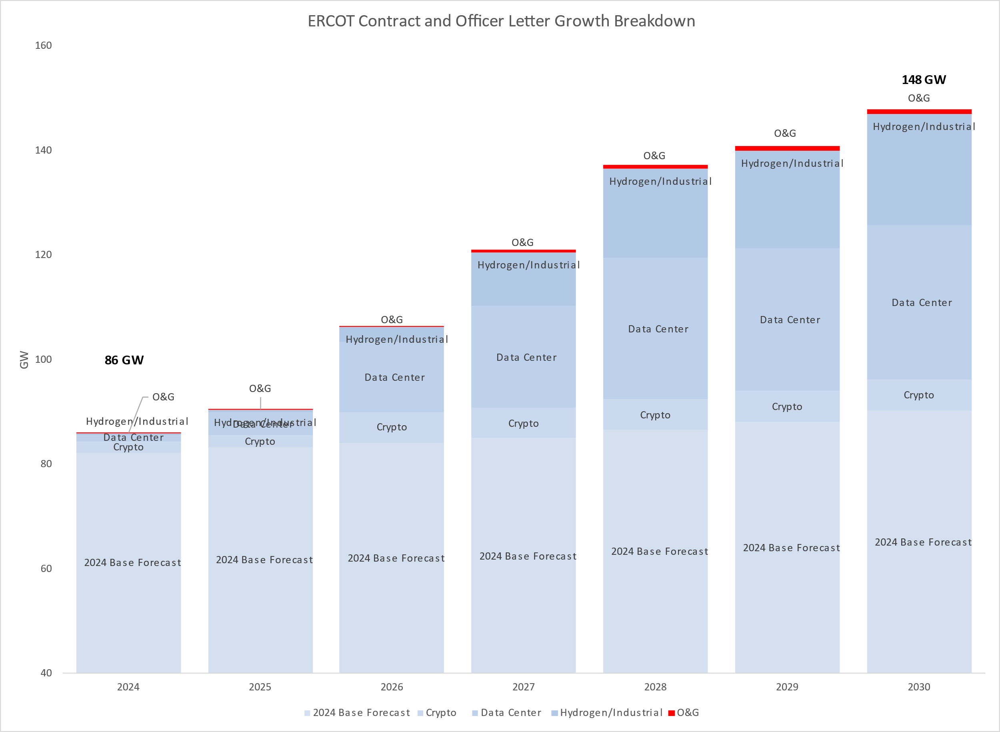 ERCOT Contract and Officer Letter Growth Breakdown
160
140
120
100
80
60
40
GW
86 GW
O&G
Hydrogen/Industrial
Data Center
Crypto
2024 Base Forecast
O&G
Hydrogen/Industrial
Data Center
Crypto
2024 Base Forecast
O&G
Hydrogen/Industrial
Data Center
Crypto
2024 Base Forecast
O&G
Hydrogen/Industrial
Data Center
Crypto
2024 Base Forecast
O&G
Hydrogen/Industrial
Data Center
Crypto
2024 Base Forecast
O&G
Hydrogen/Industrial
Data Center
Crypto
2024 Base Forecast
148 GW
O&G
Hydrogen/Industrial
Data Center
Crypto
2024 Base Forecast
2024 2025 2026 2027 2028 2029 2030
2024 Base Forecast Crypto Data Center Hydrogen/Industrial O&G